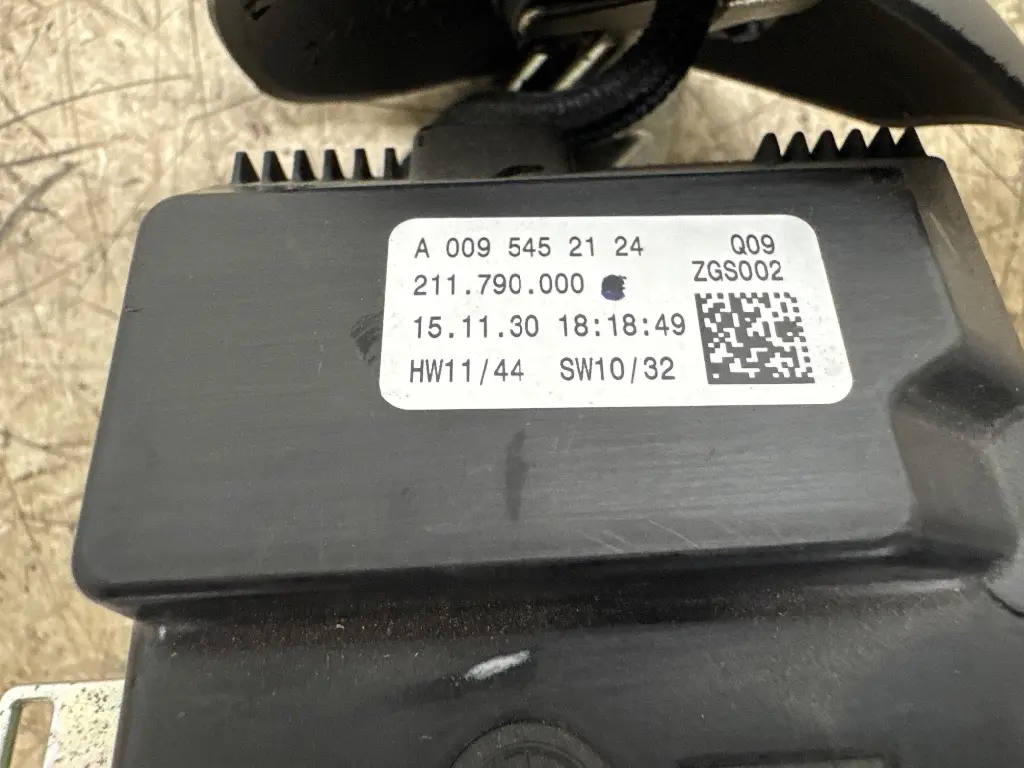 A 009 545 21 24 Q09
211.790.000 ZGS002
15.11.30 18:18:49
HW11/44 SW10/32